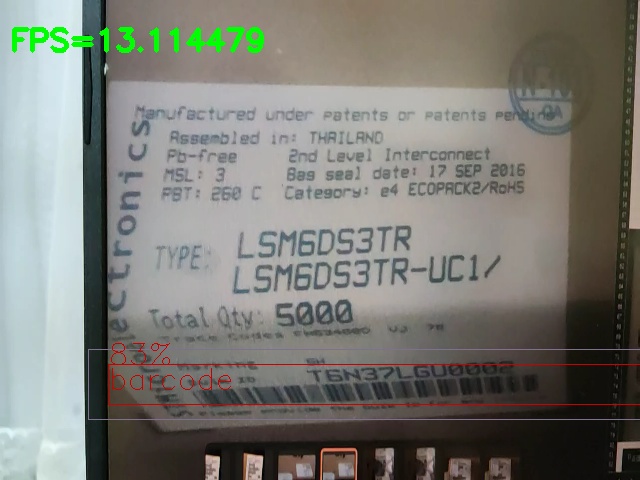 FPS=13.114479
Manufactured under patents or patents pending
Assembled in: THAILAND
Pb-free 2nd Level Interconnect
MSL: 3 Bag seal date: 17 SEP 2016
PBT: 260 C Category: e4 ECOPACK2/RoHS
ectronics
TYPE: LSM6DS3TR
LSM6DS3TR-UC1/
Total Qty: 5000
83%
barcode
T6N37LGU0002
QA